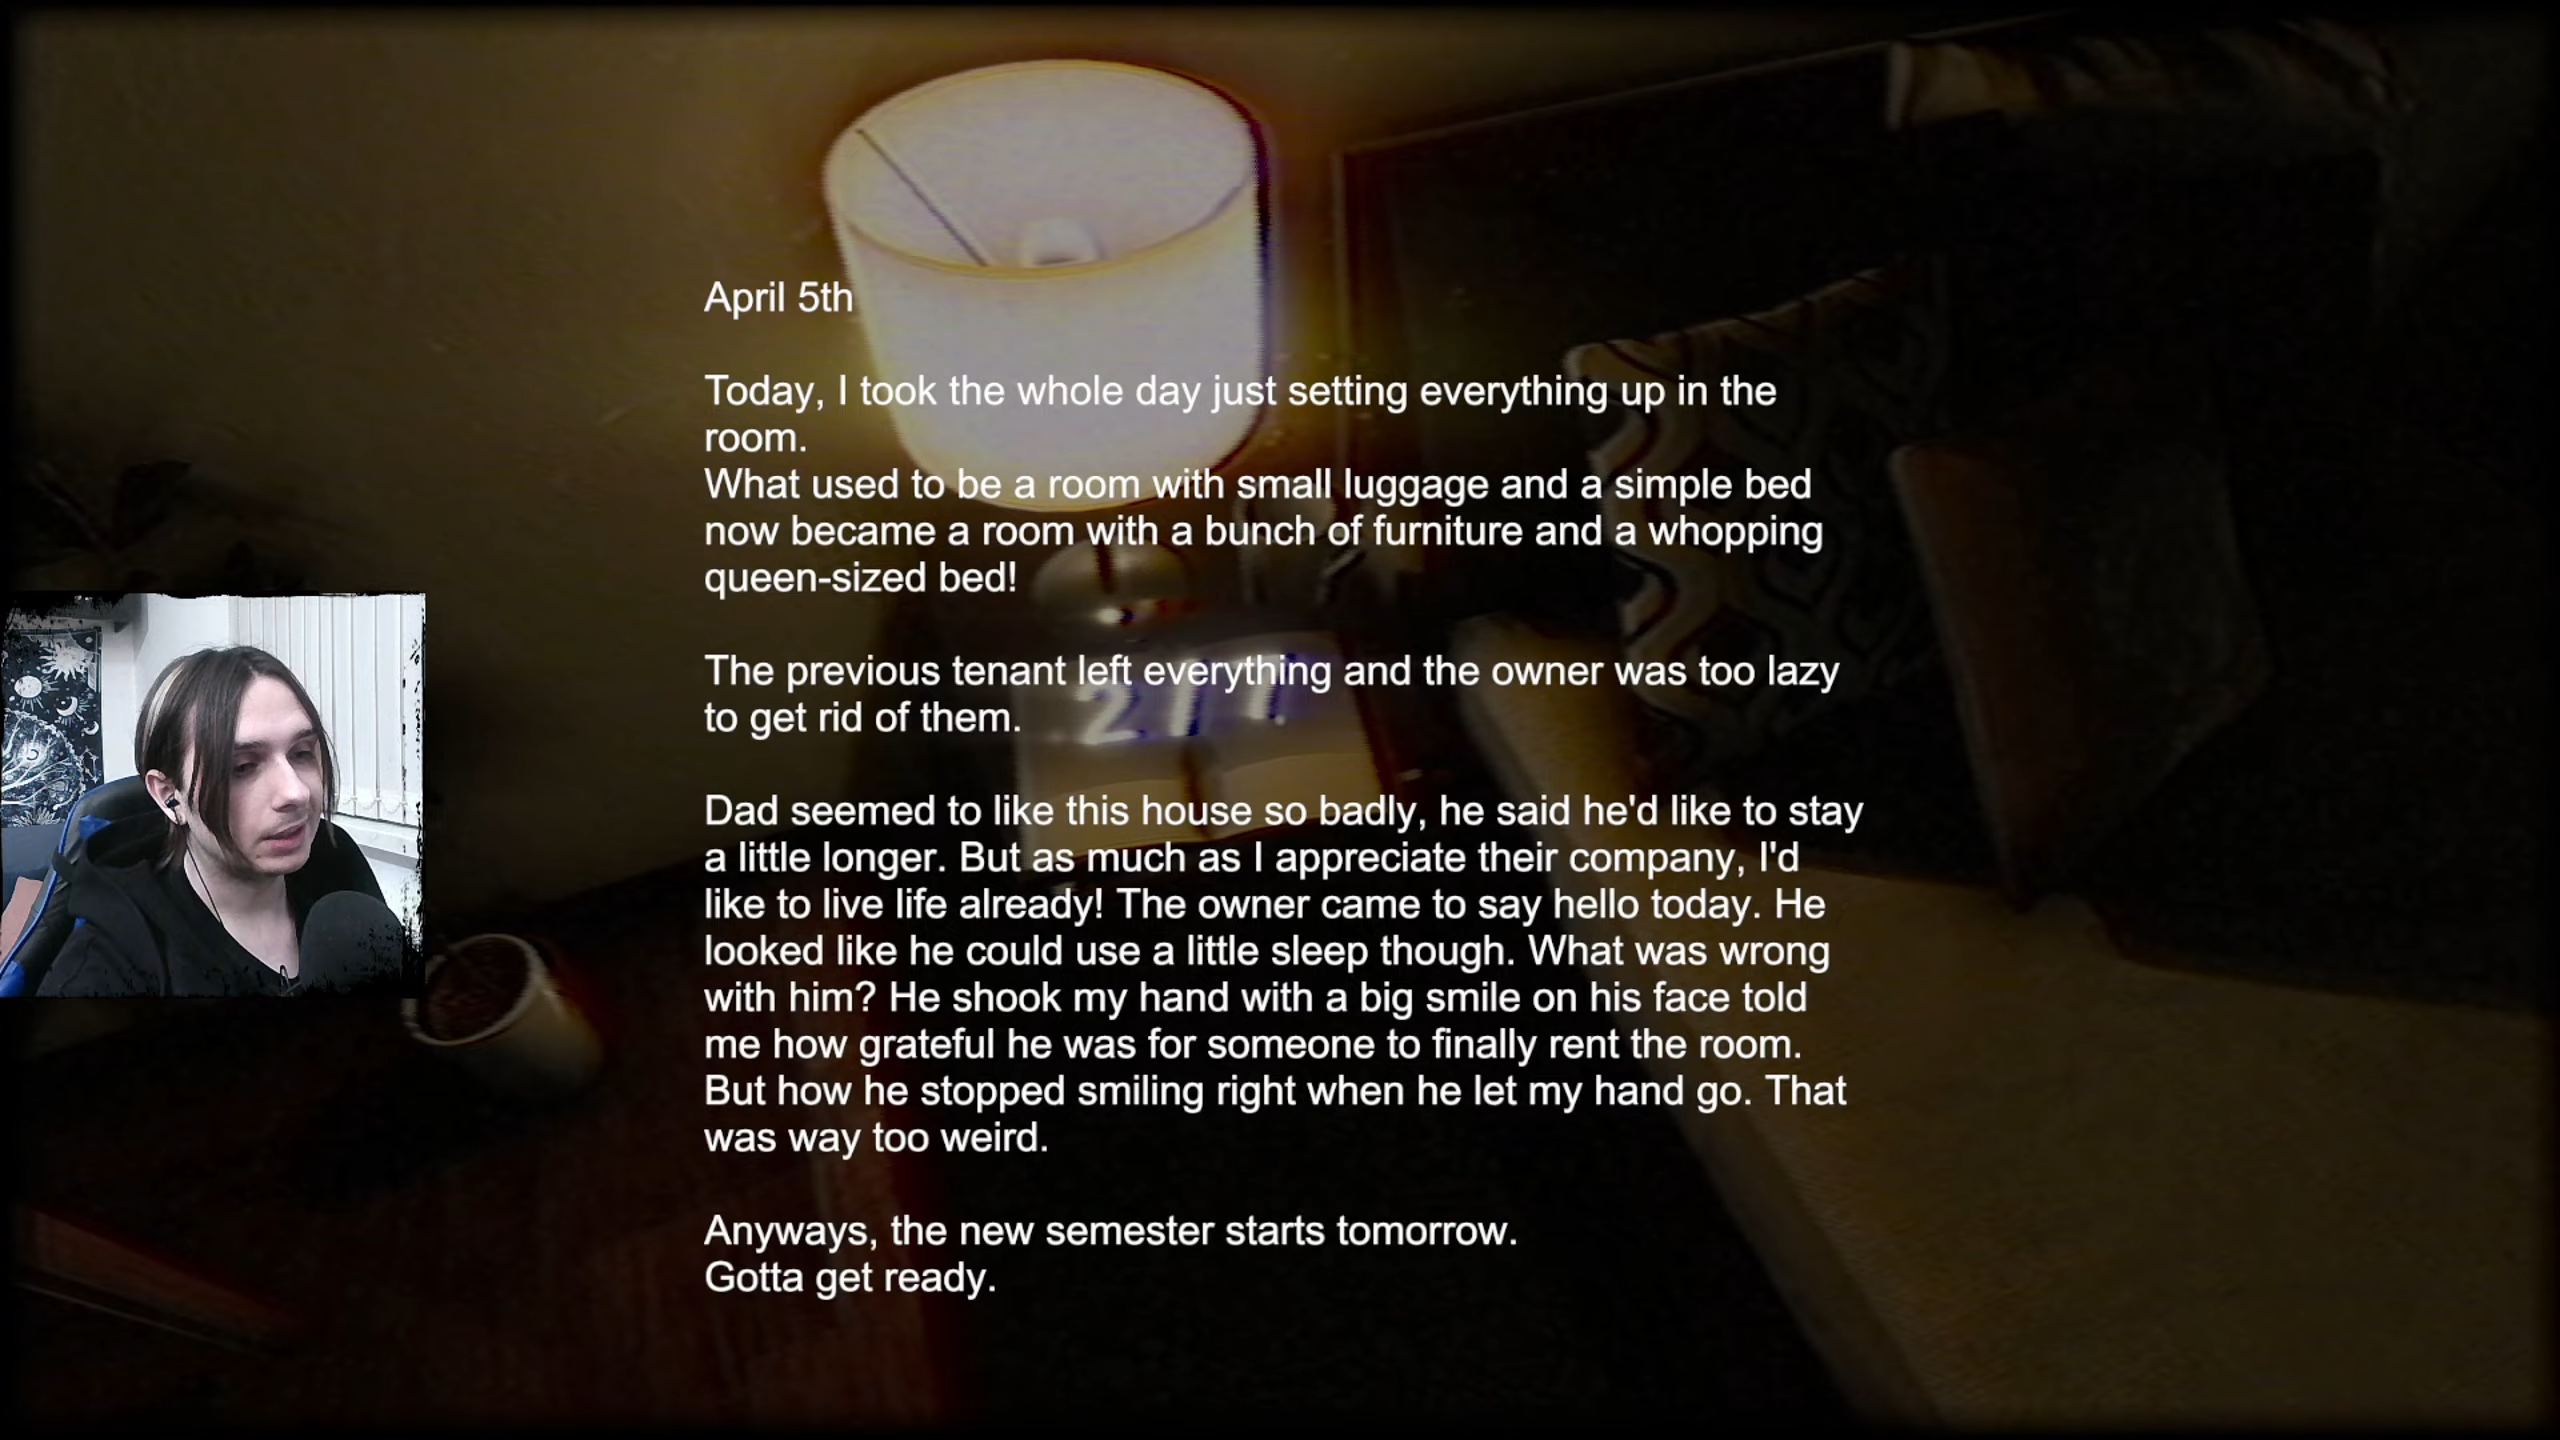 April 5th
Today, I took the whole day just setting everything up in the
room.
What used to be a room with small luggage and a simple bed
now became a room with a bunch of furniture and a whopping
queen-sized bed!
The previous tenant left everything and the owner was too lazy
to get rid of them.
Dad seemed to like this house so badly, he said he'd like to stay
a little longer. But as much as I appreciate their company, I'd
like to live life already! The owner came to say hello today. He
looked like he could use a little sleep though. What was wrong
with him? He shook my hand with a big smile on his face told
me how grateful he was for someone to finally rent the room.
But how he stopped smiling right when he let my hand go. That
was way too weird.
Anyways, the new semester starts tomorrow.
Gotta get ready.